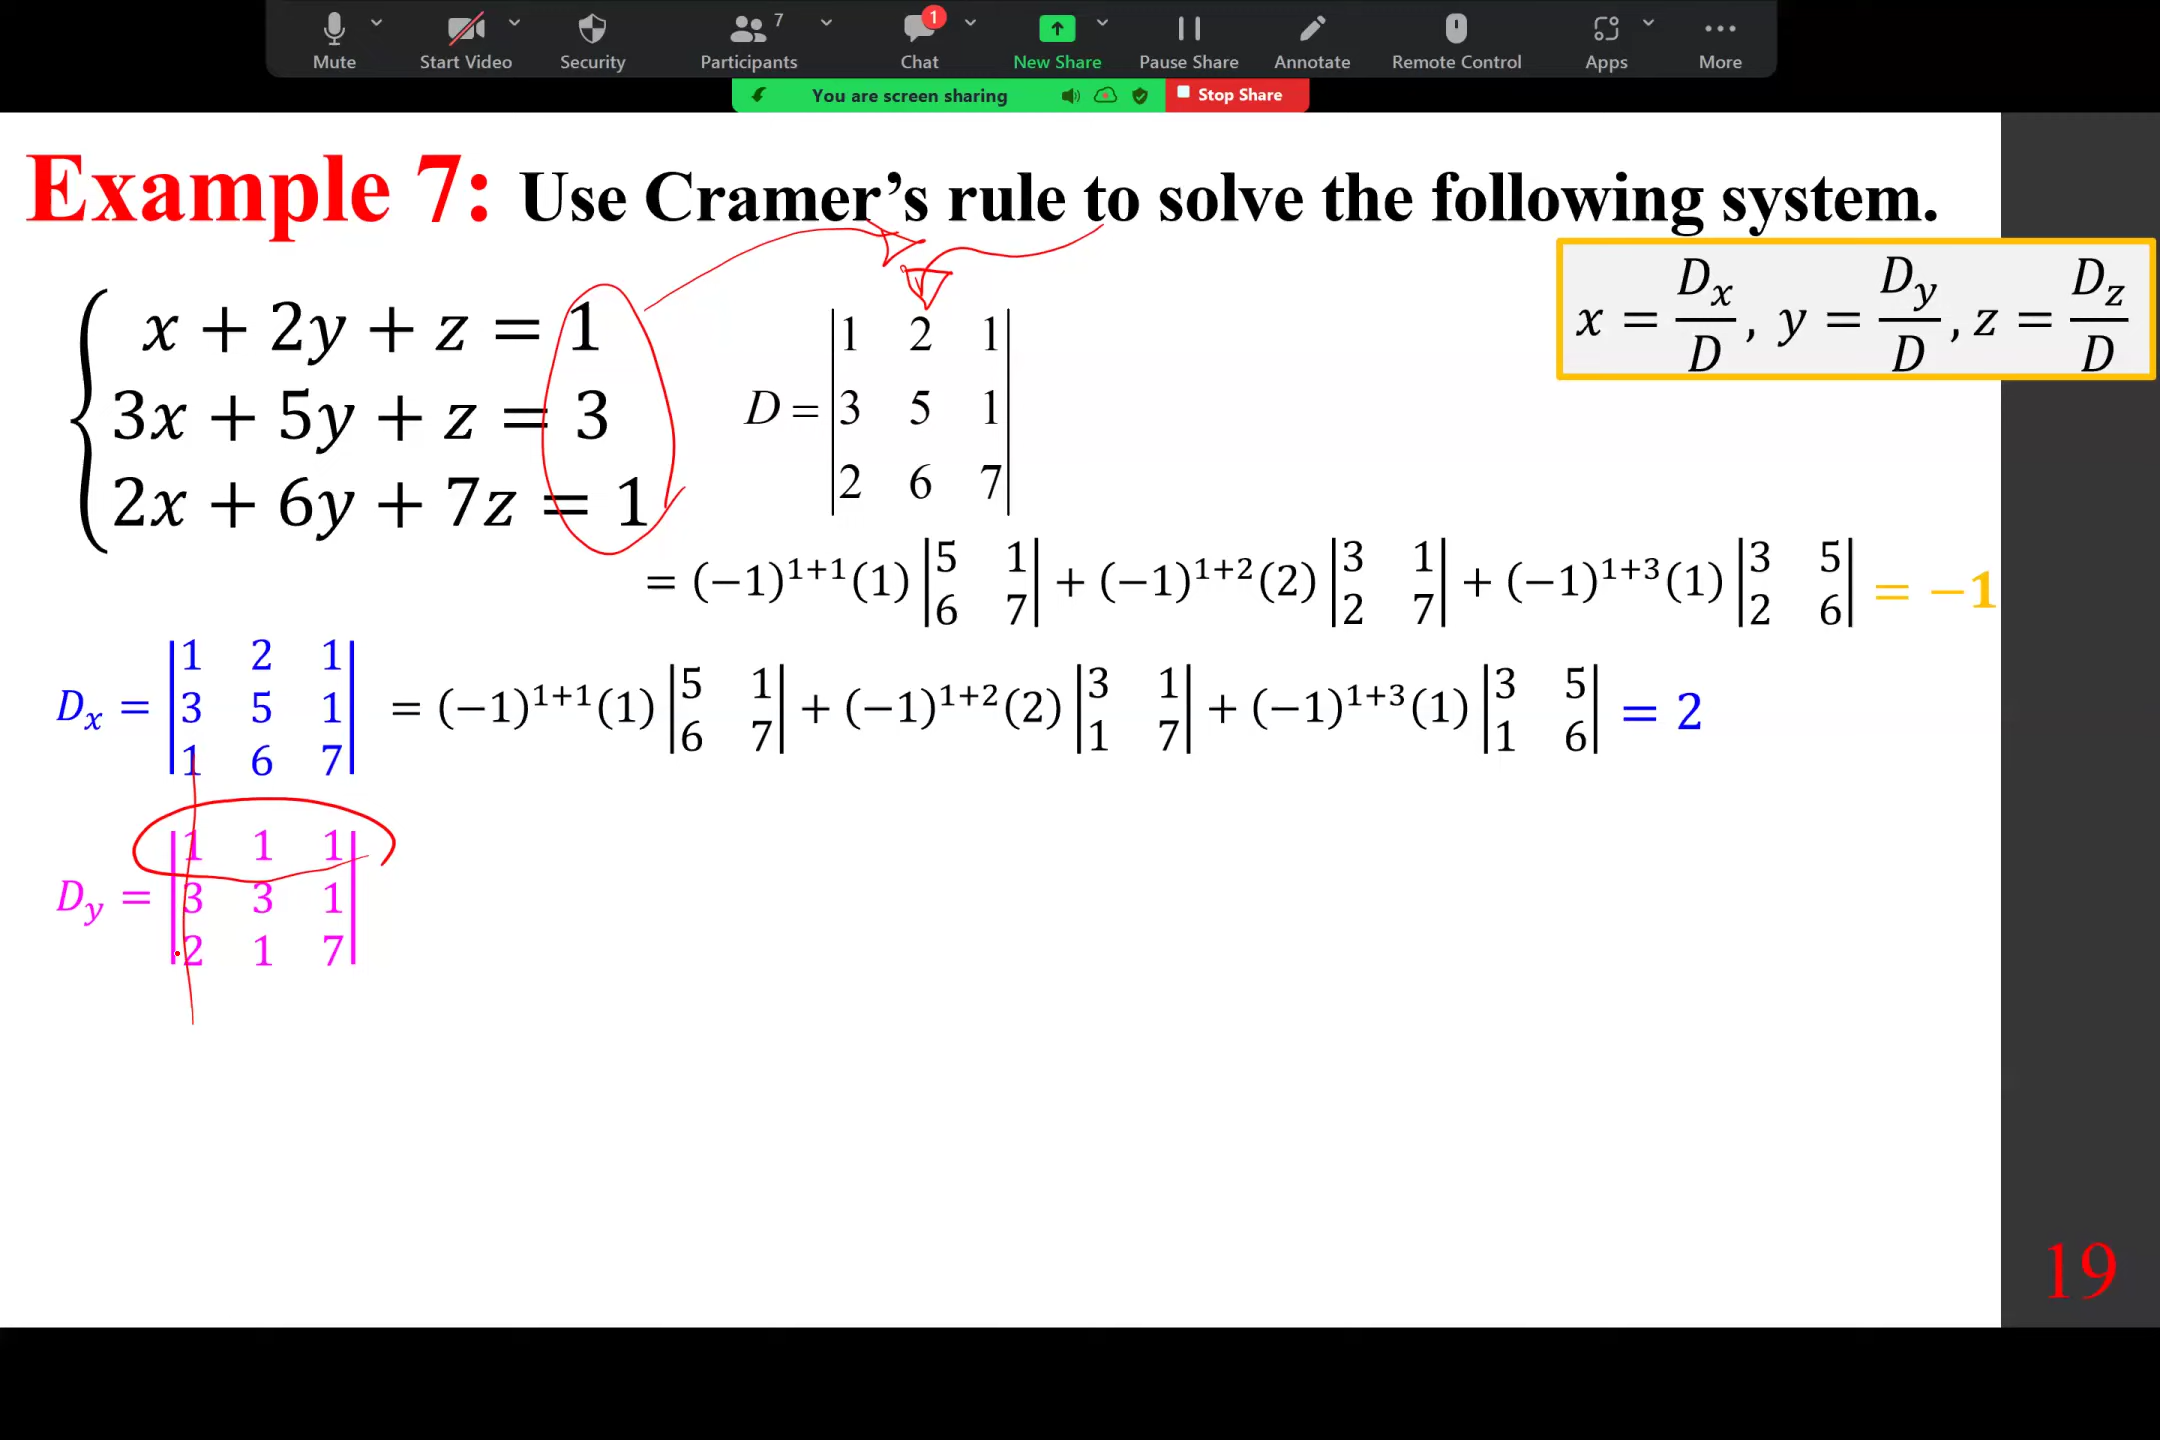 Mute Start Video Security Participants 7 Chat 1 New Share Pause Share Annotate Remote Control Apps More
You are screen sharing Stop Share
Example 7: Use Cramer’s rule to solve the following system.
x + 2y + z = 1
3x + 5y + z = 3
2x + 6y + 7z = 1
x = Dx/D, y = Dy/D, z = Dz/D
D = |1 2 1|
|3 5 1|
|2 6 7|
= (−1)¹⁺¹(1) |5 1; 6 7| + (−1)¹⁺²(2) |3 1; 2 7| + (−1)¹⁺³(1) |3 5; 2 6| = −1
Dx = |1 2 1; 3 5 1; 1 6 7| = (−1)¹⁺¹(1) |5 1; 6 7| + (−1)¹⁺²(2) |3 1; 1 7| + (−1)¹⁺³(1) |3 5; 1 6| = 2
Dy = |1 1 1; 3 3 1; 2 1 7|
19